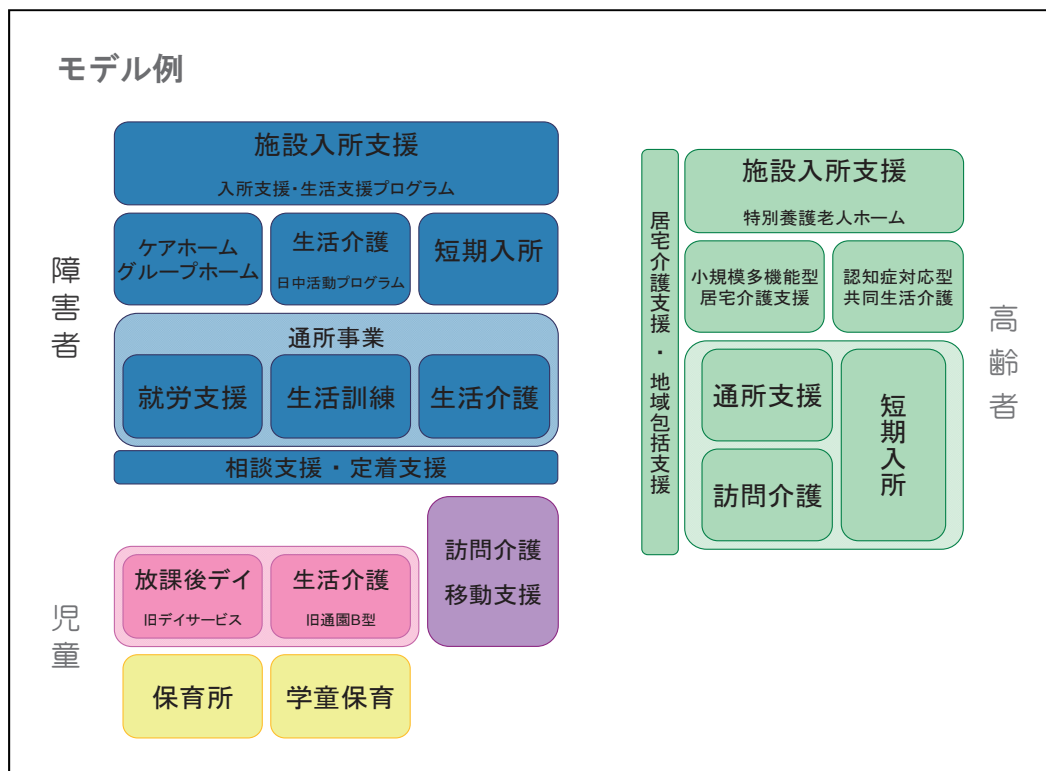 モデル例
障害者
施設入所支援
入所支援・生活支援プログラム
ケアホーム
グループホーム
生活介護
日中活動プログラム
短期入所
通所事業
就労支援
生活訓練
生活介護
相談支援・定着支援
児童
放課後デイ
旧デイサービス
生活介護
旧通園B型
訪問介護
移動支援
保育所
学童保育
居宅介護支援・地域包括支援
施設入所支援
特別養護老人ホーム
小規模多機能型
居宅介護支援
認知症対応型
共同生活介護
通所支援
訪問介護
短期入所
高齢者